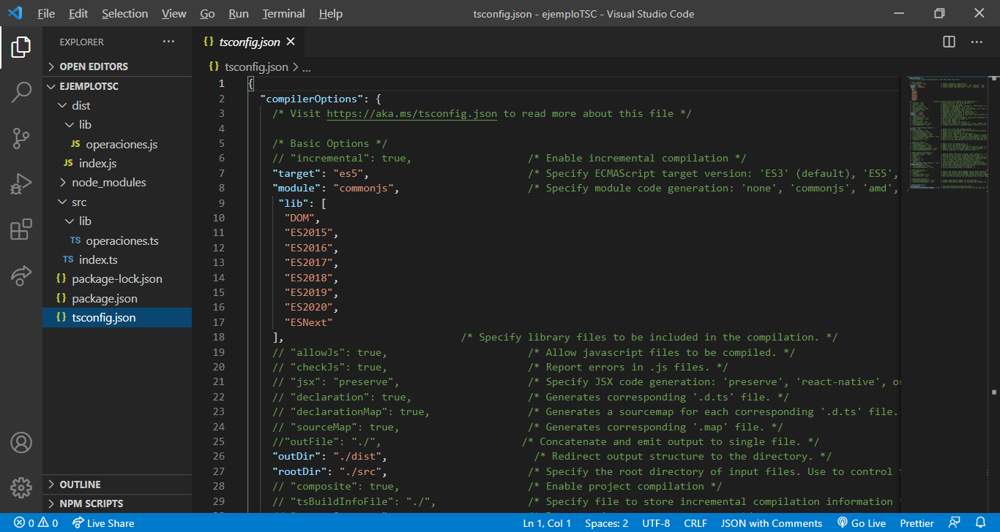 File Edit Selection View Go Run Terminal Help
tsconfig.json - ejemploTSC - Visual Studio Code
EXPLORER
OPEN EDITORS
EJEMPLOTSC
dist
lib
JS operaciones.js
JS index.js
node_modules
src
lib
TS operaciones.ts
TS index.ts
{} package-lock.json
{} package.json
{} tsconfig.json
OUTLINE
NPM SCRIPTS
{} tsconfig.json
{} tsconfig.json > ...
1 {
2 "compilerOptions": {
3 /* Visit https://aka.ms/tsconfig.json to read more about this file */
4
5 /* Basic Options */
6 // "incremental": true, /* Enable incremental compilation */
7 "target": "es5", /* Specify ECMAScript target version: 'ES3' (default), 'ES5',
8 "module": "commonjs", /* Specify module code generation: 'none', 'commonjs', 'amd',
9 "lib": [
10 "DOM",
11 "ES2015",
12 "ES2016",
13 "ES2017",
14 "ES2018",
15 "ES2019",
16 "ES2020",
17 "ESNext"
18 ], /* Specify library files to be included in the compilation. */
19 // "allowJs": true, /* Allow javascript files to be compiled. */
20 // "checkJs": true, /* Report errors in .js files. */
21 // "jsx": "preserve", /* Specify JSX code generation: 'preserve', 'react-native', or
22 // "declaration": true, /* Generates corresponding '.d.ts' file. */
23 // "declarationMap": true, /* Generates a sourcemap for each corresponding '.d.ts' file.
24 // "sourceMap": true, /* Generates corresponding '.map' file. */
25 //"outFile": "./", /* Concatenate and emit output to single file. */
26 "outDir": "./dist", /* Redirect output structure to the directory. */
27 "rootDir": "./src", /* Specify the root directory of input files. Use to control
28 // "composite": true, /* Enable project compilation */
29 // "tsBuildInfoFile": "./", /* Specify file to store incremental compilation information
0 0 Live Share
Ln 1, Col 1 Spaces: 2 UTF-8 CRLF JSON with Comments Go Live Prettier